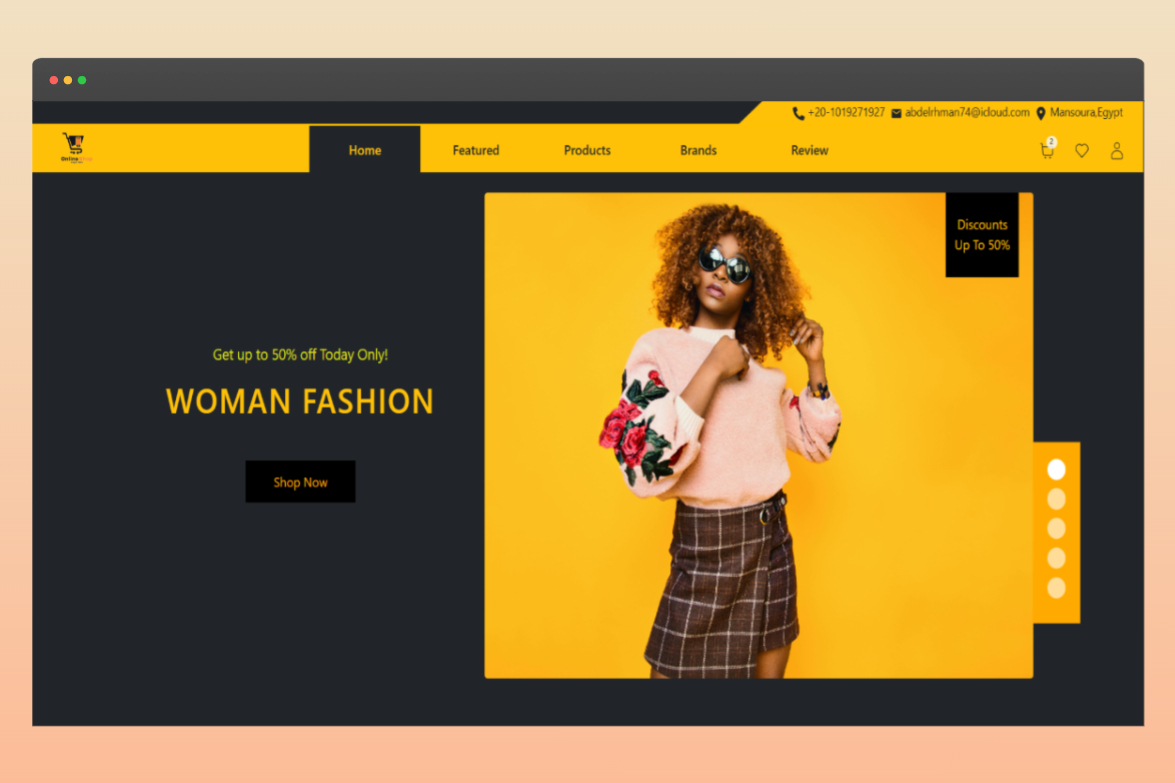 +20-1019271927 abdelrhman74@icloud.com Mansoura,Egypt
Online
Home Featured Products Brands Review
2
Discounts
Up To 50%
Get up to 50% off Today Only!
WOMAN FASHION
Shop Now